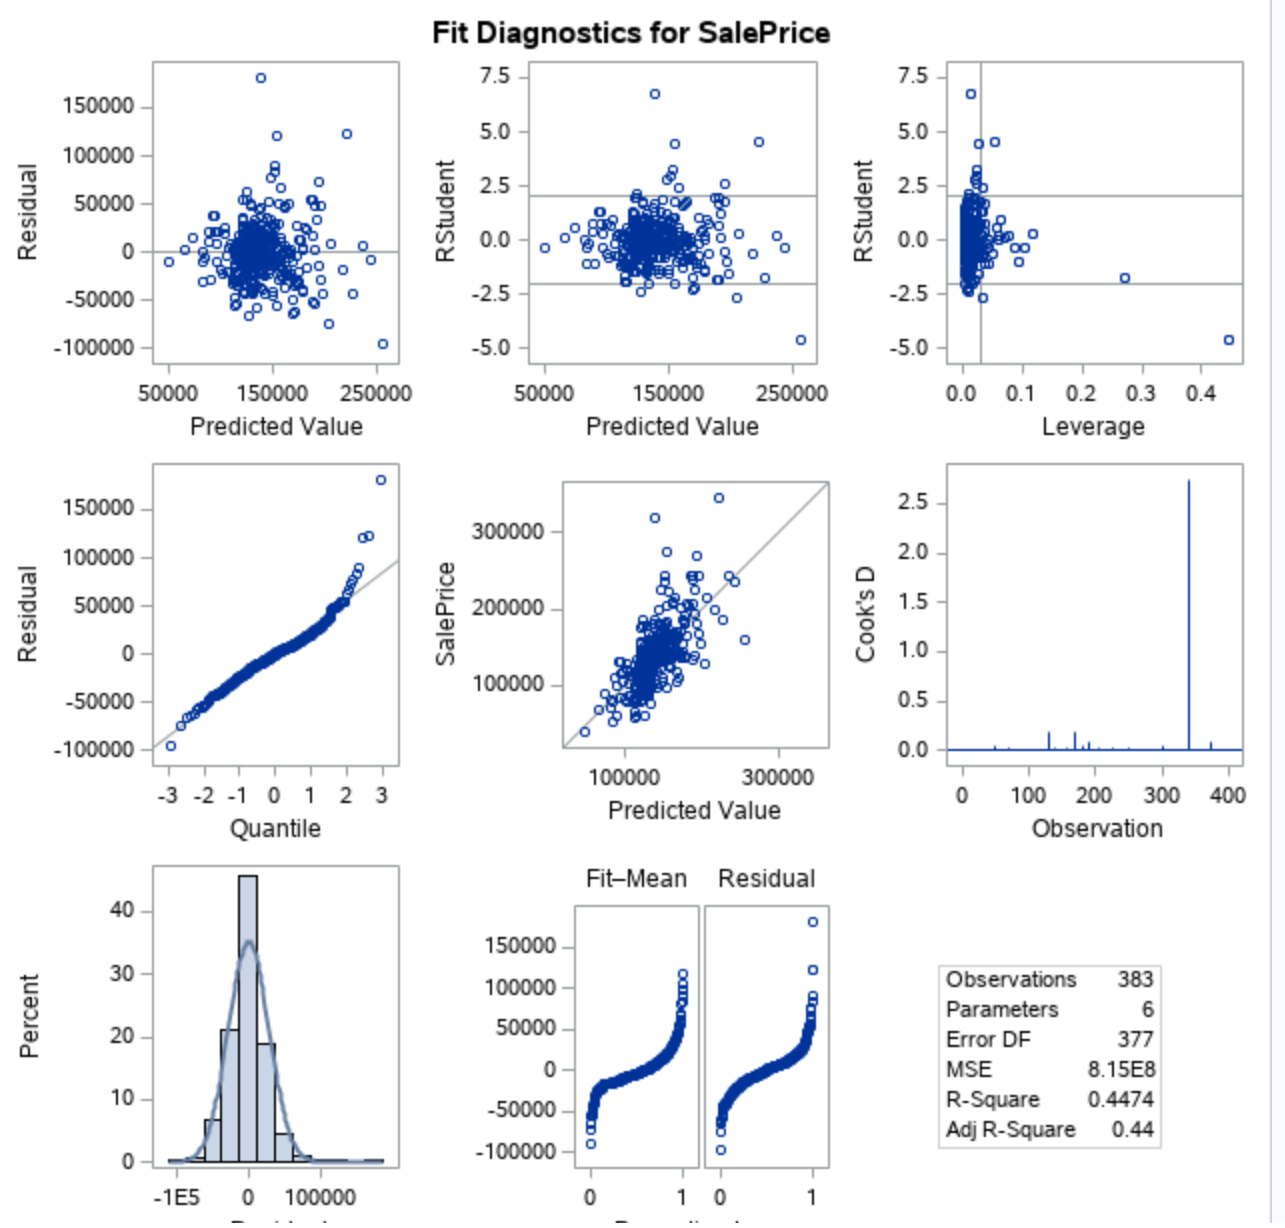 Fit Diagnostics for SalePrice
Residual
150000
100000
50000
0
-50000
-100000
50000 150000 250000
Predicted Value
RStudent
7.5
5.0
2.5
0.0
-2.5
-5.0
50000 150000 250000
Predicted Value
RStudent
7.5
5.0
2.5
0.0
-2.5
-5.0
0.0 0.1 0.2 0.3 0.4
Leverage
Residual
150000
100000
50000
0
-50000
-100000
-3 -2 -1 0 1 2 3
Quantile
SalePrice
300000
200000
100000
100000 300000
Predicted Value
Cook's D
2.5
2.0
1.5
1.0
0.5
0.0
0 100 200 300 400
Observation
Percent
40
30
20
10
0
-1E5 0 100000
Fit–Mean Residual
150000
100000
50000
0
-50000
-100000
0 1 0 1
Observations 383
Parameters 6
Error DF 377
MSE 8.15E8
R-Square 0.4474
Adj R-Square 0.44